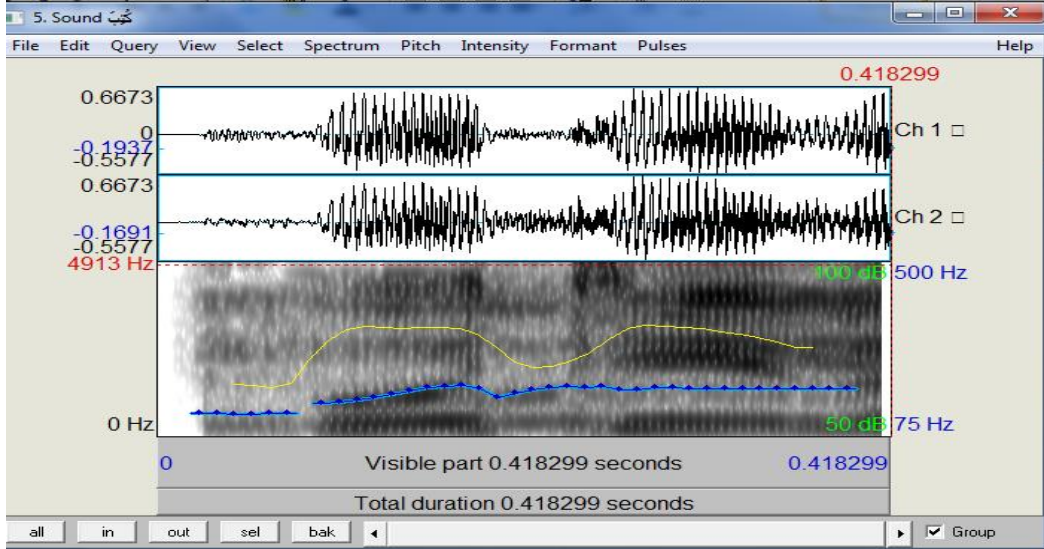 5. Sound كُتِبَ
File Edit Query View Select Spectrum Pitch Intensity Formant Pulses Help
0.418299
0.6673
0
-0.1937
-0.5577
Ch 1
0.6673
-0.1691
-0.5577
Ch 2
4913 Hz 100 dB 500 Hz
0 Hz 50 dB 75 Hz
0 Visible part 0.418299 seconds 0.418299
Total duration 0.418299 seconds
all in out sel bak Group